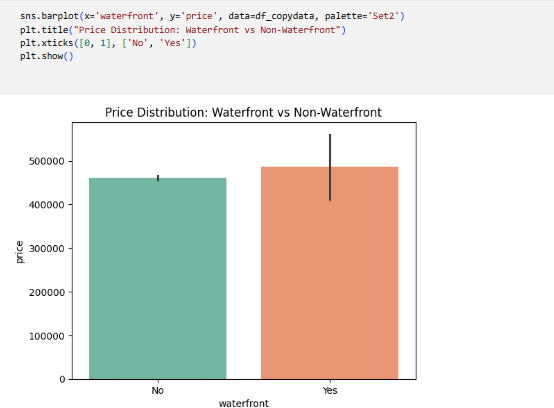 sns.barplot(x='waterfront', y='price', data=df_copydata, palette='Set2')
plt.title("Price Distribution: Waterfront vs Non-Waterfront")
plt.xticks([0, 1], ['No', 'Yes'])
plt.show()
Price Distribution: Waterfront vs Non-Waterfront
500000
400000
300000
200000
100000
0
price
No Yes
waterfront